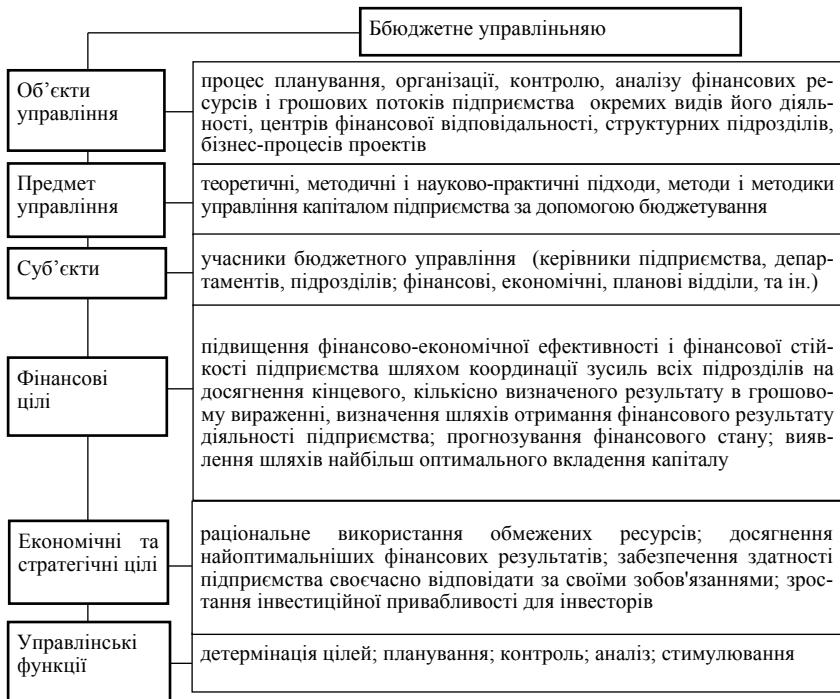 Ббюджетне управліньняю
Об’єкти
управління
процес планування, організації, контролю, аналізу фінансових ре-
сурсів і грошових потоків підприємства окремих видів його діяль-
ності, центрів фінансової відповідальності, структурних підрозділів,
бізнес-процесів проектів
Предмет
управління
теоретичні, методичні і науково-практичні підходи, методи і методики
управління капіталом підприємства за допомогою бюджетування
Суб’єкти
учасники бюджетного управління (керівники підприємства, депар-
таментів, підрозділів; фінансові, економічні, планові відділи, та ін.)
Фінансові
цілі
підвищення фінансово-економічної ефективності і фінансової стій-
кості підприємства шляхом координації зусиль всіх підрозділів на
досягнення кінцевого, кількісно визначеного результату в грошово-
му вираженні, визначення шляхів отримання фінансового результату
діяльності підприємства; прогнозування фінансового стану; вияв-
лення шляхів найбільш оптимального вкладення капіталу
Економічні та
стратегічні цілі
раціональне використання обмежених ресурсів; досягнення
найоптимальніших фінансових результатів; забезпечення здатності
підприємства своєчасно відповідати за своїми зобов'язаннями; зрос-
тання інвестиційної привабливості для інвесторів
Управлінські
функції
детермінація цілей; планування; контроль; аналіз; стимулювання